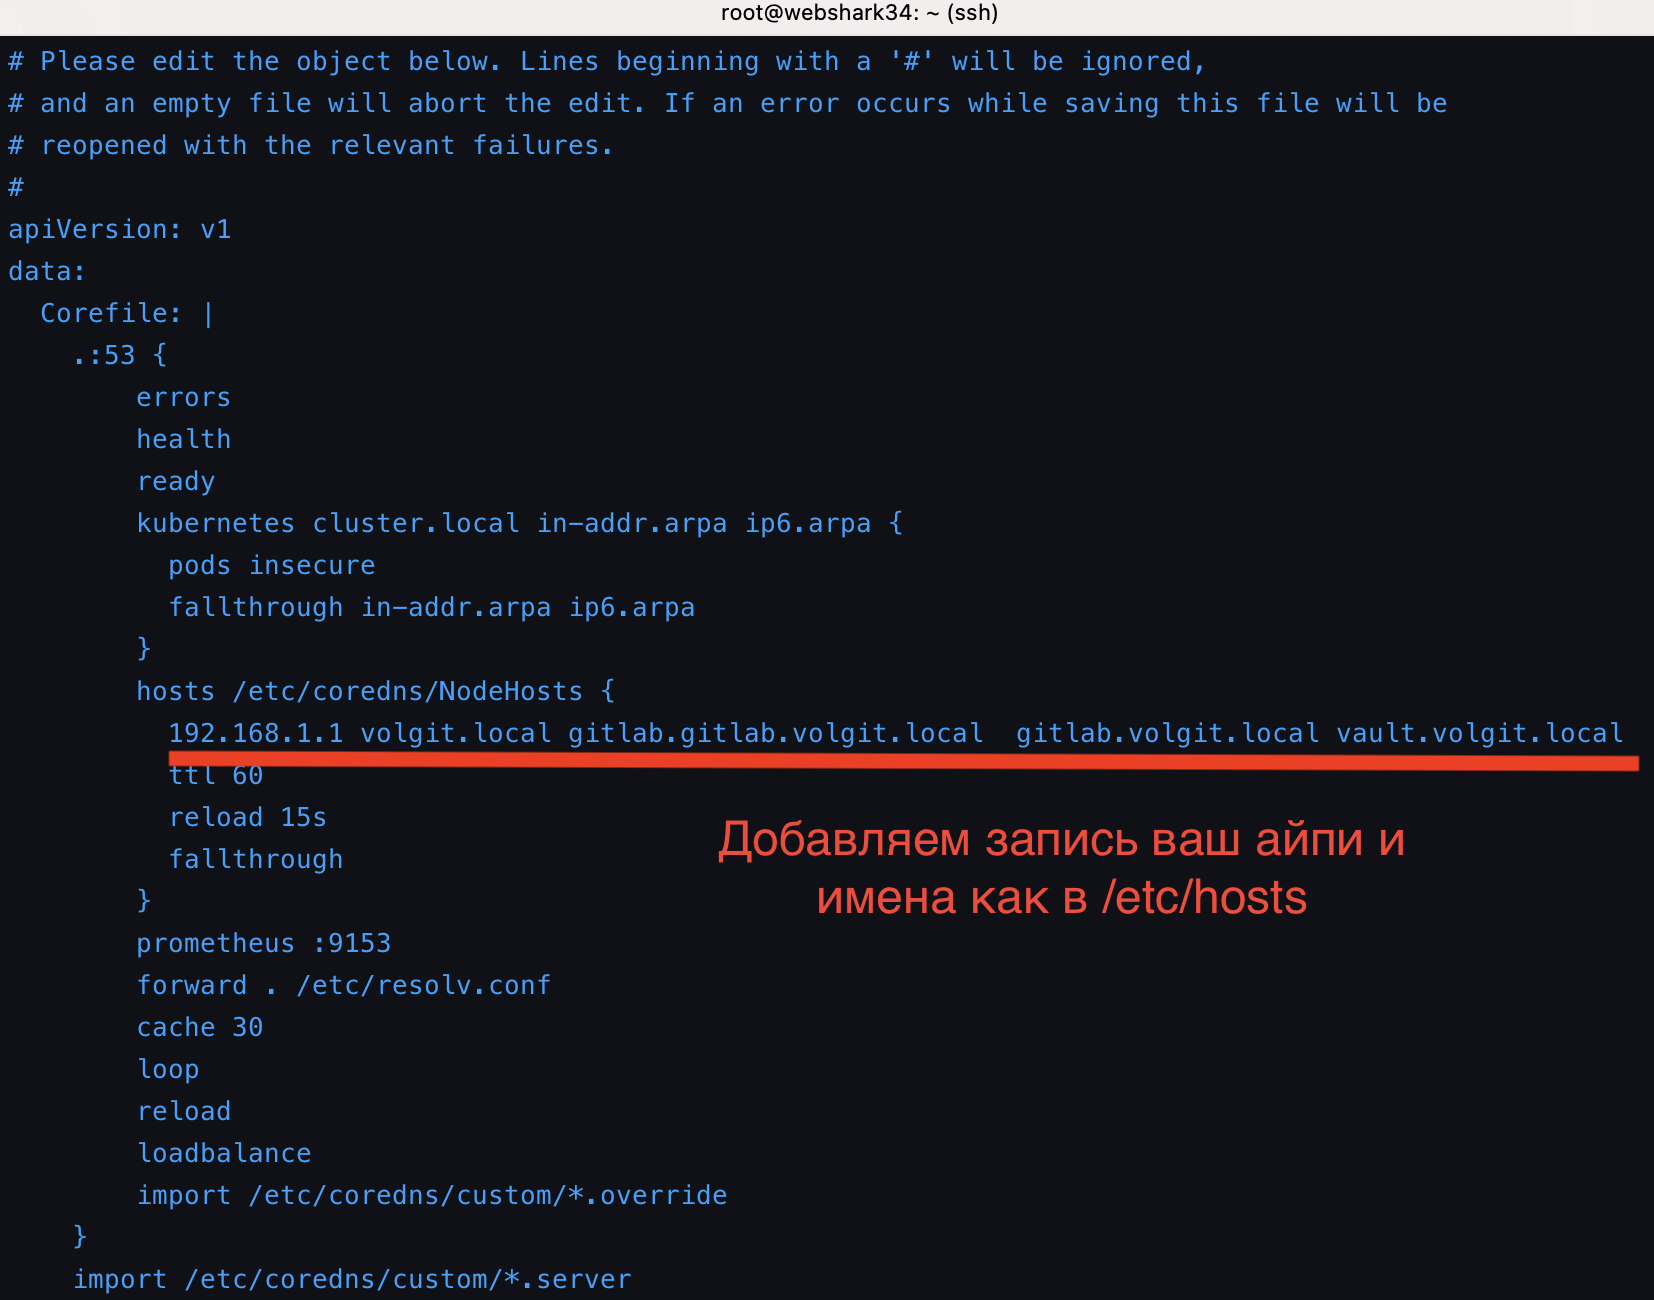 root@webshark34: ~ (ssh)
# Please edit the object below. Lines beginning with a '#' will be ignored,
# and an empty file will abort the edit. If an error occurs while saving this file will be
# reopened with the relevant failures.
#
apiVersion: v1
data:
  Corefile: |
    .:53 {
        errors
        health
        ready
        kubernetes cluster.local in-addr.arpa ip6.arpa {
          pods insecure
          fallthrough in-addr.arpa ip6.arpa
        }
        hosts /etc/coredns/NodeHosts {
          192.168.1.1 volgit.local gitlab.gitlab.volgit.local  gitlab.volgit.local vault.volgit.local
          ttl 60
          reload 15s
          fallthrough
        }
Добавляем запись ваш айпи и
имена как в /etc/hosts
        prometheus :9153
        forward . /etc/resolv.conf
        cache 30
        loop
        reload
        loadbalance
        import /etc/coredns/custom/*.override
    }
    import /etc/coredns/custom/*.server